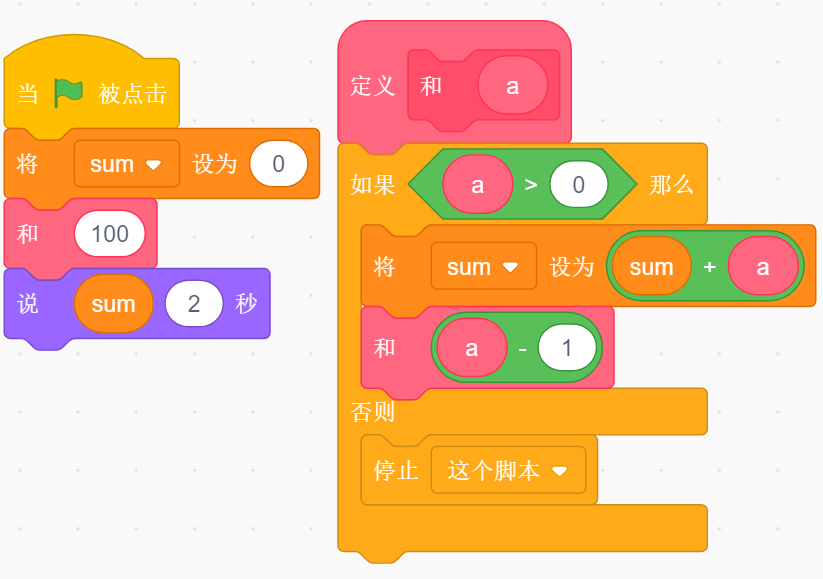 当 被点击
将 sum 设为 0
和 100
说 sum 2 秒
定义 和 a
如果 a > 0 那么
将 sum 设为 sum + a
和 a - 1
否则
停止 这个脚本